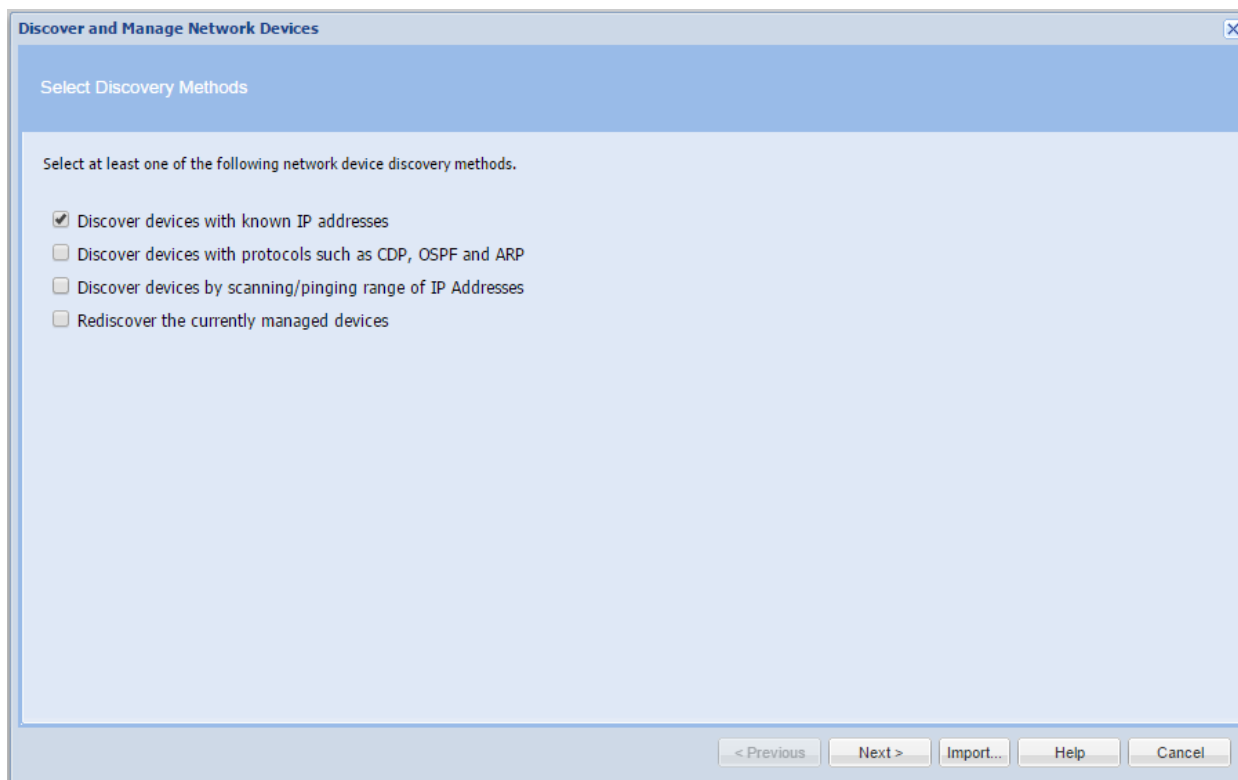 Discover and Manage Network Devices
Select Discovery Methods
Select at least one of the following network device discovery methods.
Discover devices with known IP addresses
Discover devices with protocols such as CDP, OSPF and ARP
Discover devices by scanning/pinging range of IP Addresses
Rediscover the currently managed devices
< Previous Next > Import... Help Cancel